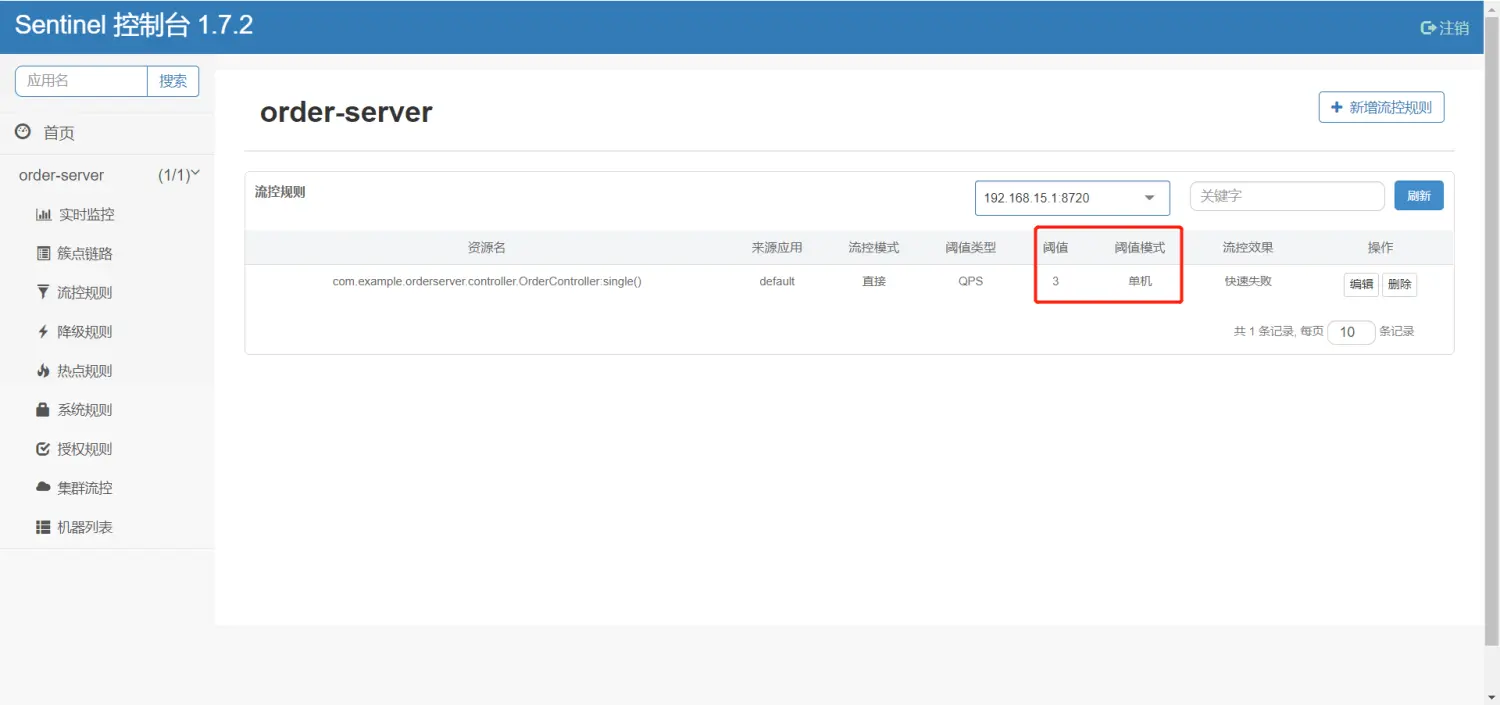 Sentinel 控制台 1.7.2
注销
应用名 搜索
首页
order-server (1/1)
实时监控
簇点链路
流控规则
降级规则
热点规则
系统规则
授权规则
集群流控
机器列表
order-server
新增流控规则
流控规则
192.168.15.1:8720
关键字
刷新
资源名 来源应用 流控模式 阈值类型 阈值 阈值模式 流控效果 操作
com.example.orderserver.controller.OrderController:single() default 直接 QPS 3 单机 快速失败 编辑 删除
共 1 条记录, 每页 10 条记录